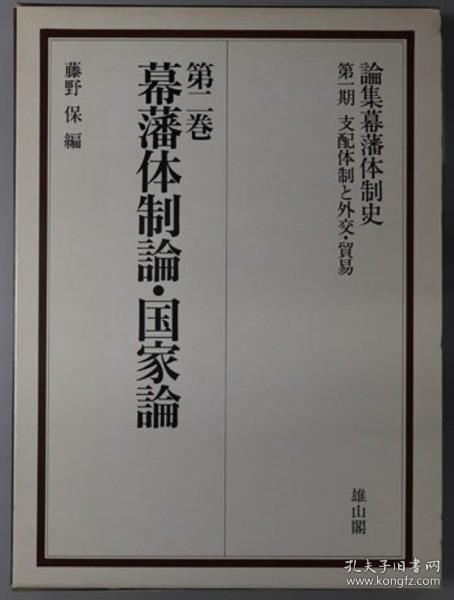 論集幕藩体制史
第一期 支配体制と外交・貿易
雄山閣
第二巻
幕藩体制論・国家論
藤野 保 編
孔夫子旧书网
www.kongfz.com